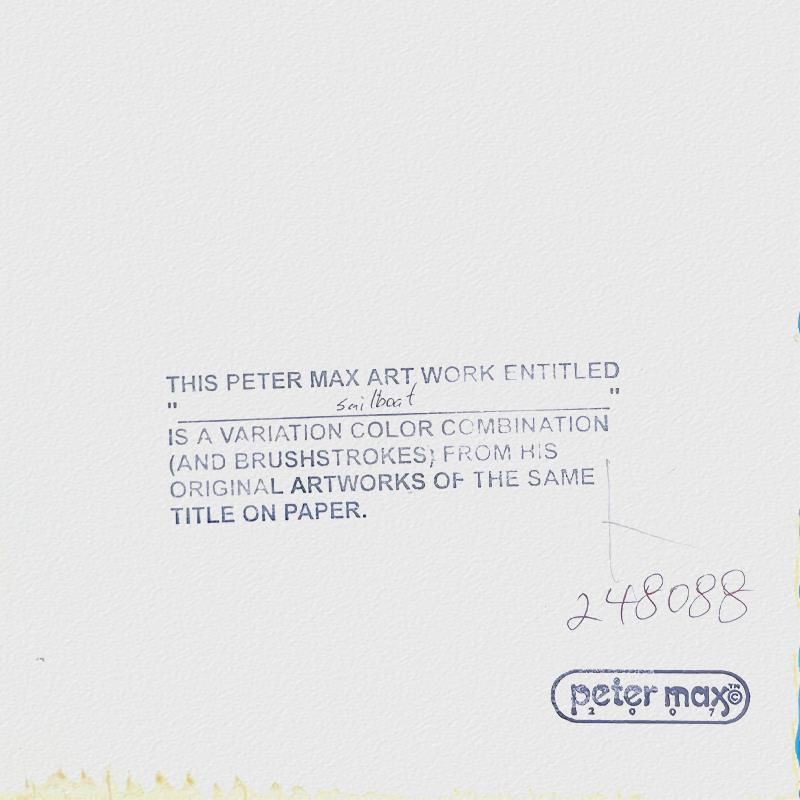 THIS PETER MAX ART WORK ENTITLED
" sailboat "
IS A VARIATION COLOR COMBINATION
(AND BRUSHSTROKES) FROM HIS
ORIGINAL ARTWORKS OF THE SAME
TITLE ON PAPER.
248088
peter max ™ ©
2007